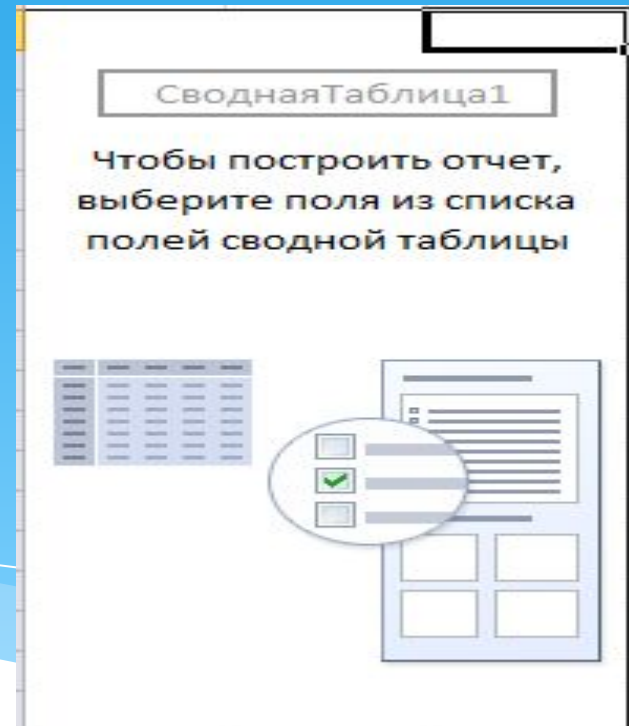 СводнаяТаблица1
Чтобы построить отчет,
выберите поля из списка
полей сводной таблицы